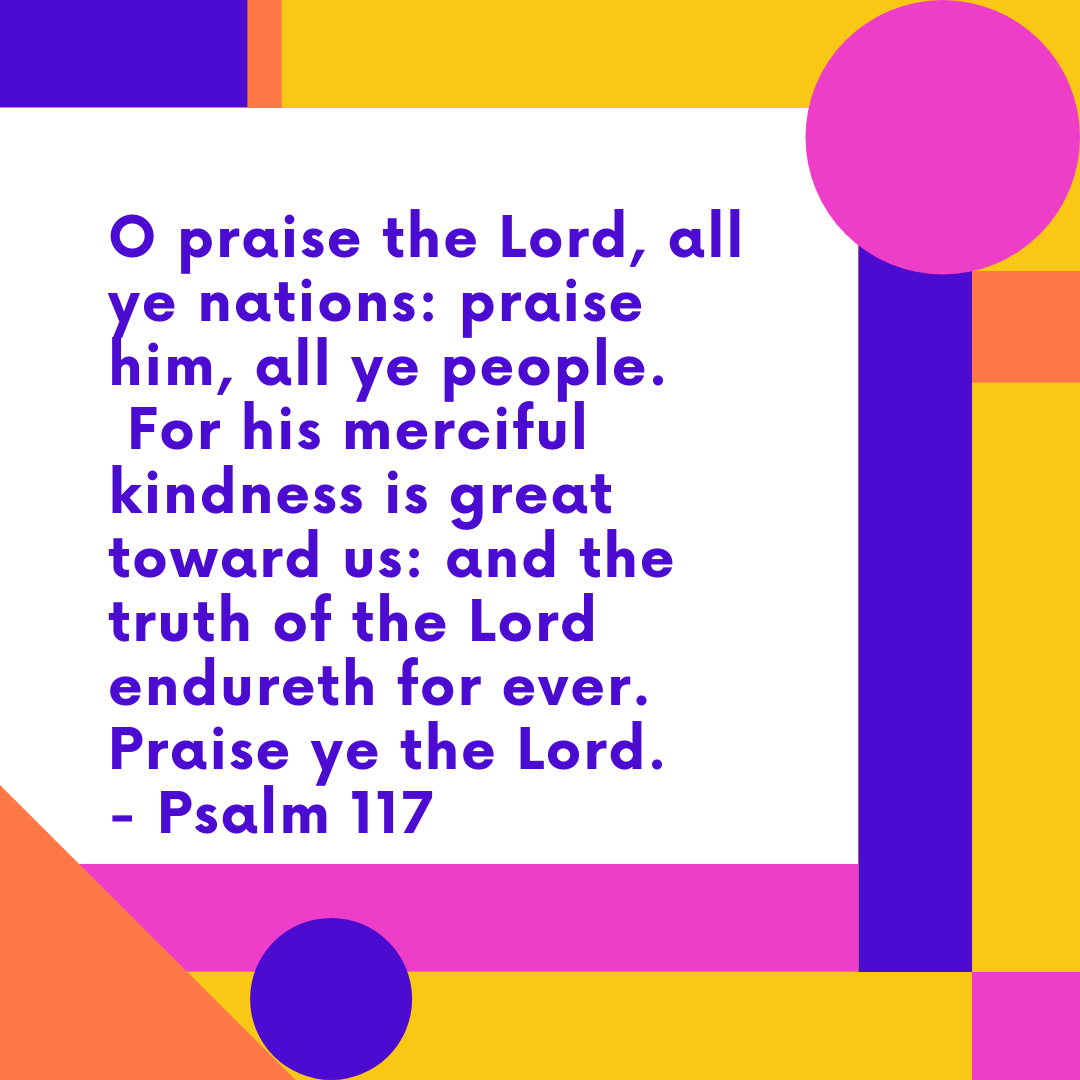 O praise the Lord, all
ye nations: praise
him, all ye people.
For his merciful
kindness is great
toward us: and the
truth of the Lord
endureth for ever.
Praise ye the Lord.
- Psalm 117